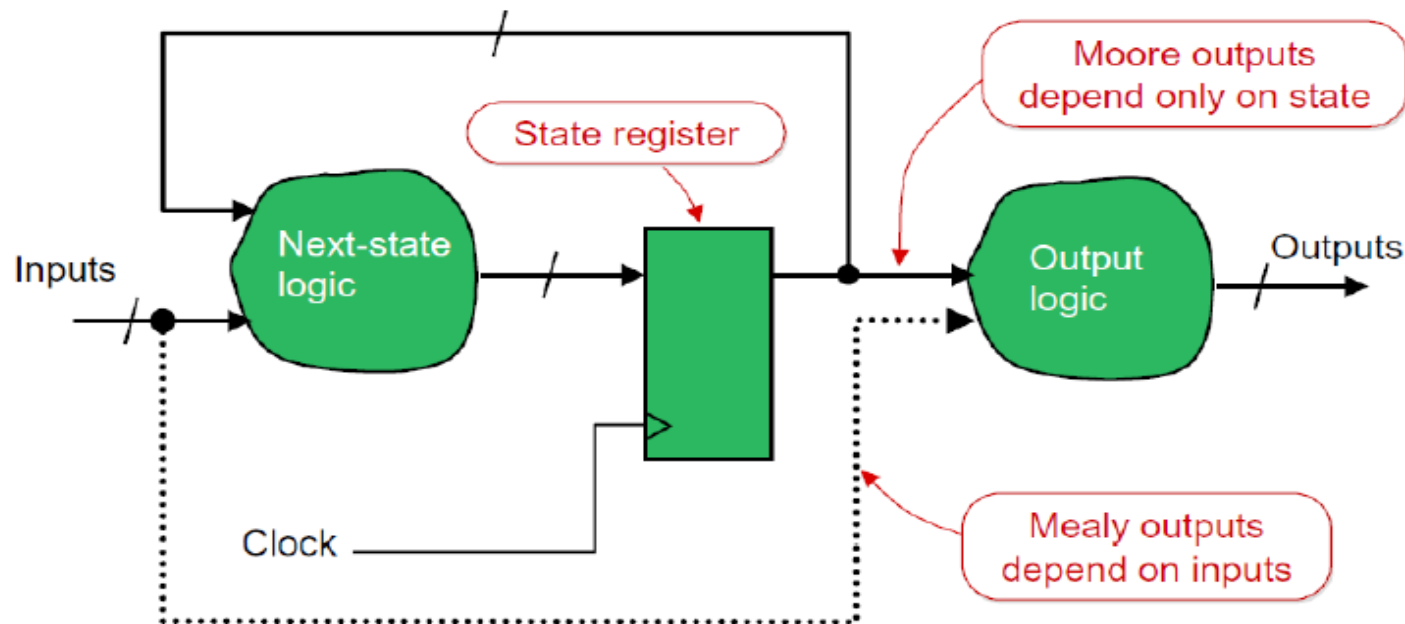 Moore outputs
depend only on state
State register
Next-state
logic
Inputs
Output
logic
Outputs
Clock
Mealy outputs
depend on inputs